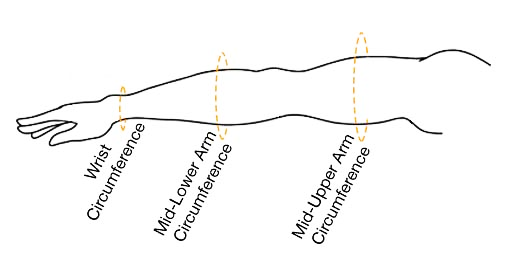 Wrist
Circumference
Mid-Lower Arm
Circumference
Mid-Upper Arm
Circumference